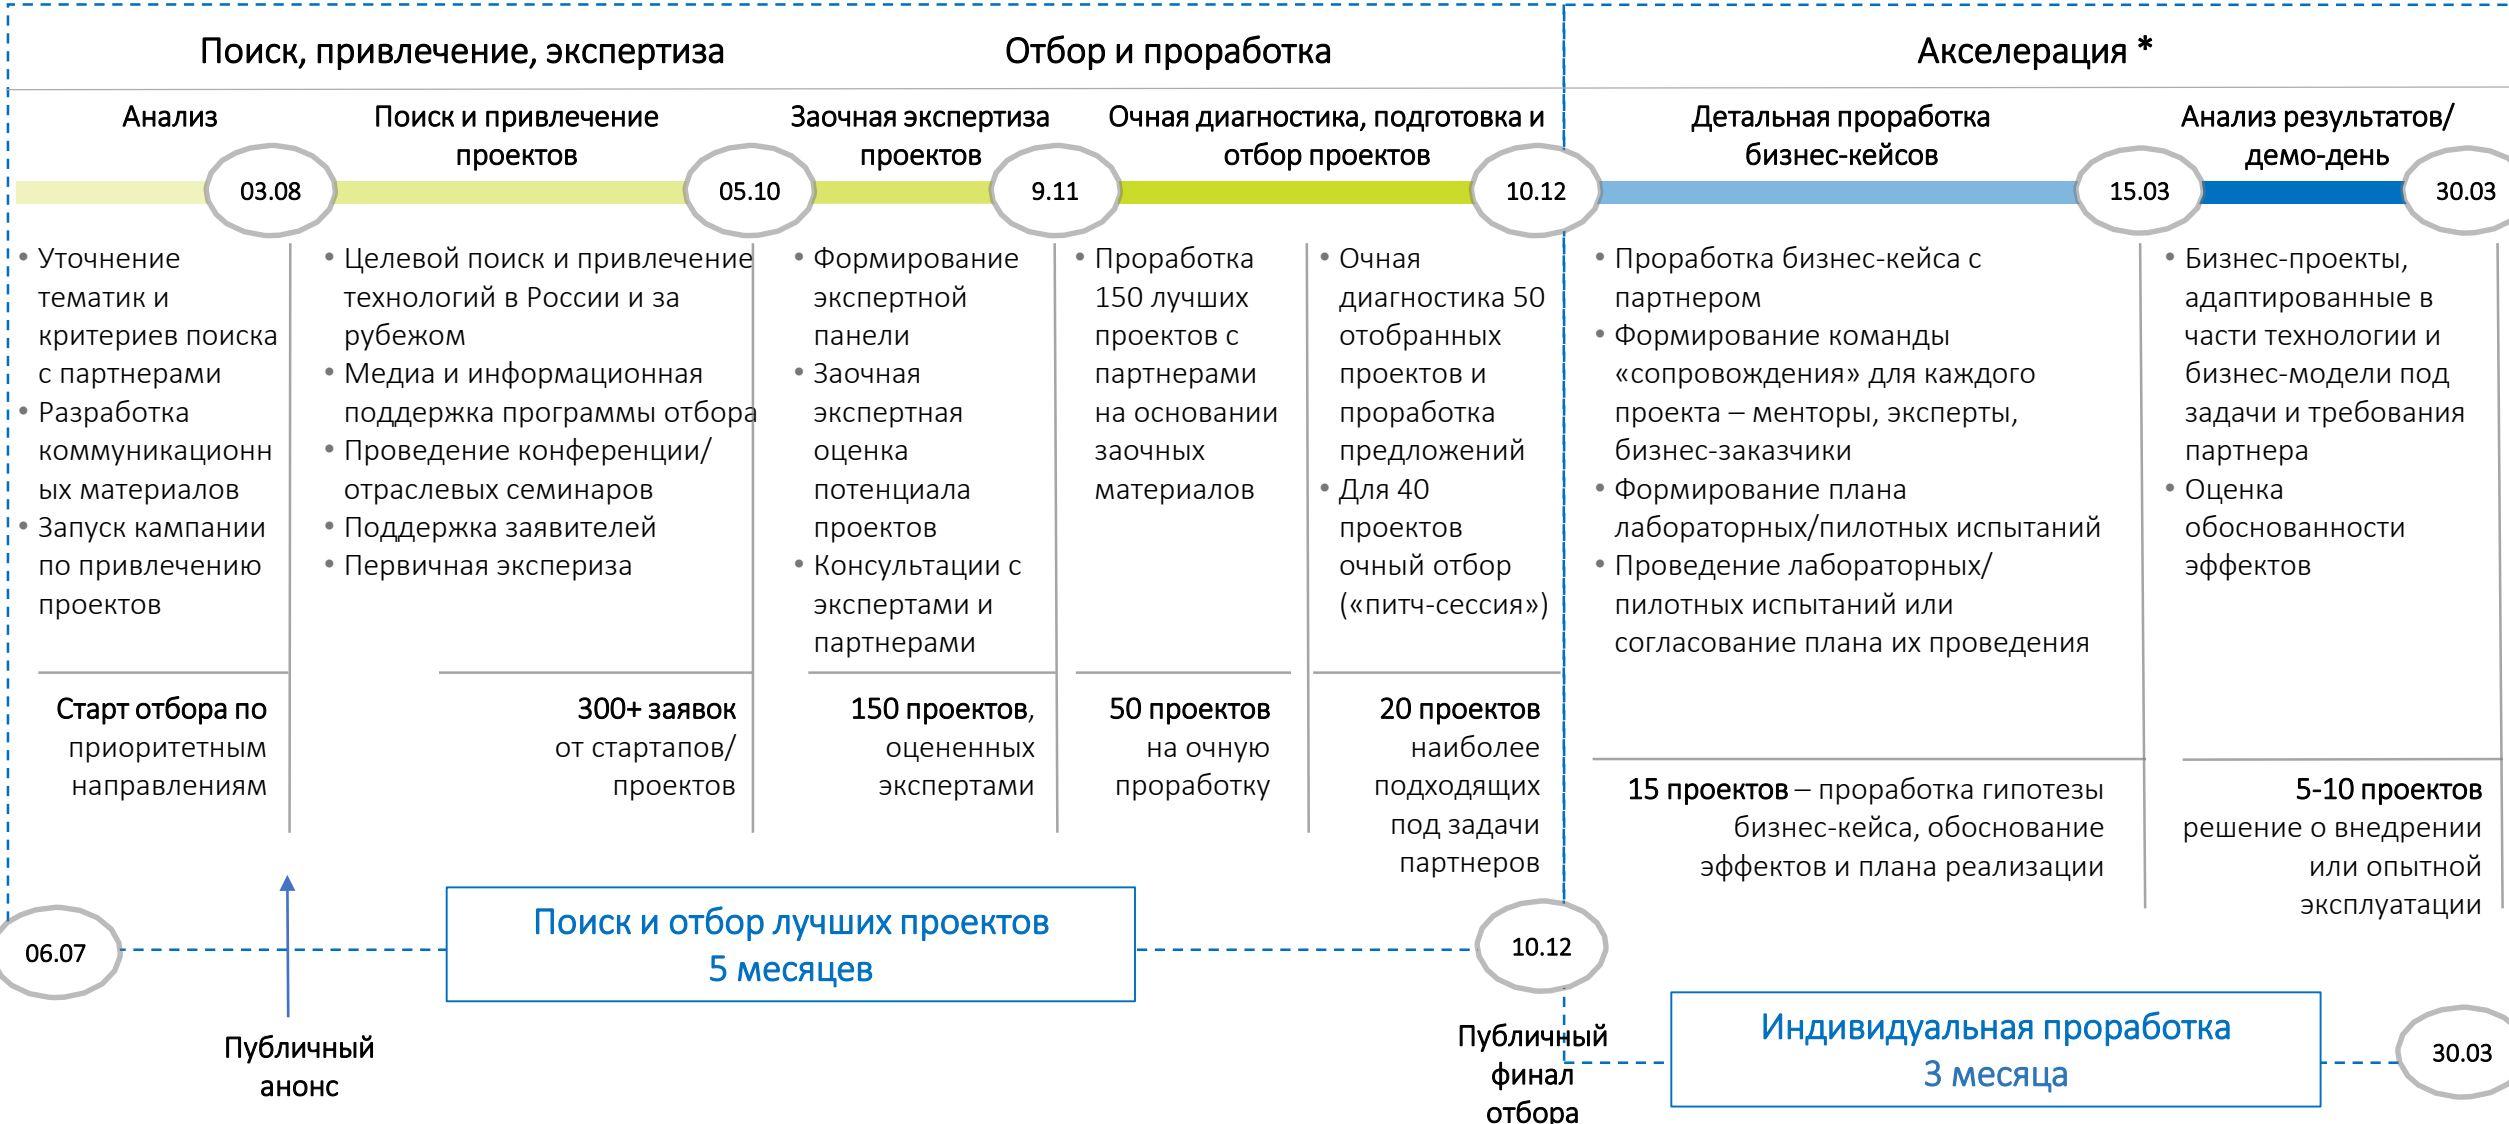 Поиск, привлечение, экспертиза
Отбор и проработка
Акселерация *
Анализ
Поиск и привлечение
проектов
Заочная экспертиза
проектов
Очная диагностика, подготовка и
отбор проектов
Детальная проработка
бизнес-кейсов
Анализ результатов/
демо-день
03.08
05.10
9.11
10.12
15.03
30.03
• Уточнение
тематик и
критериев поиска
с партнерами
• Разработка
коммуникационн
ых материалов
• Запуск кампании
по привлечению
проектов
• Целевой поиск и привлечение
технологий в России и за
рубежом
• Медиа и информационная
поддержка программы отбора
• Проведение конференции/
отраслевых семинаров
• Поддержка заявителей
• Первичная экспериза
• Формирование
экспертной
панели
• Заочная
экспертная
оценка
потенциала
проектов
• Консультации с
экспертами и
партнерами
• Проработка
150 лучших
проектов с
партнерами
на основании
заочных
материалов
• Очная
диагностика 50
отобранных
проектов и
проработка
предложений
• Для 40
проектов
очный отбор
(«питч-сессия»)
• Проработка бизнес-кейса с
партнером
• Формирование команды
«сопровождения» для каждого
проекта – менторы, эксперты,
бизнес-заказчики
• Формирование плана
лабораторных/пилотных испытаний
• Проведение лабораторных/
пилотных испытаний или
согласование плана их проведения
• Бизнес-проекты,
адаптированные в
части технологии и
бизнес-модели под
задачи и требования
партнера
• Оценка
обоснованности
эффектов
Старт отбора по
приоритетным
направлениям
300+ заявок
от стартапов/
проектов
150 проектов,
оцененных
экспертами
50 проектов
на очную
проработку
20 проектов
наиболее
подходящих
под задачи
партнеров
15 проектов – проработка гипотезы
бизнес-кейса, обоснование
эффектов и плана реализации
5-10 проектов
решение о внедрении
или опытной
эксплуатации
06.07
Поиск и отбор лучших проектов
5 месяцев
10.12
Публичный
анонс
Публичный
финал
отбора
Индивидуальная проработка
3 месяца
30.03